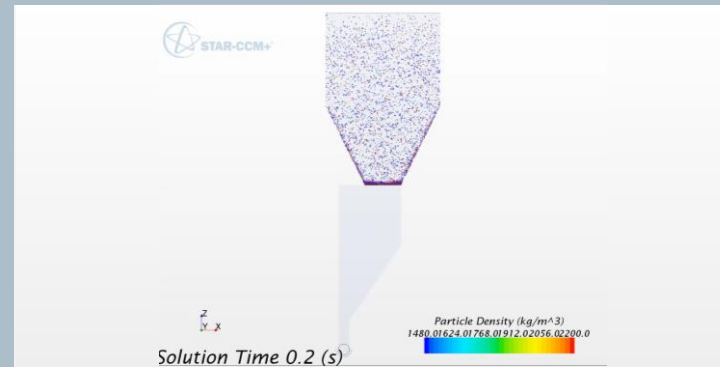 STAR-CCM+
Z
Y X
Particle Density (kg/m^3)
1480.01624.01768.01912.02056.02200.0
Solution Time 0.2 (s)